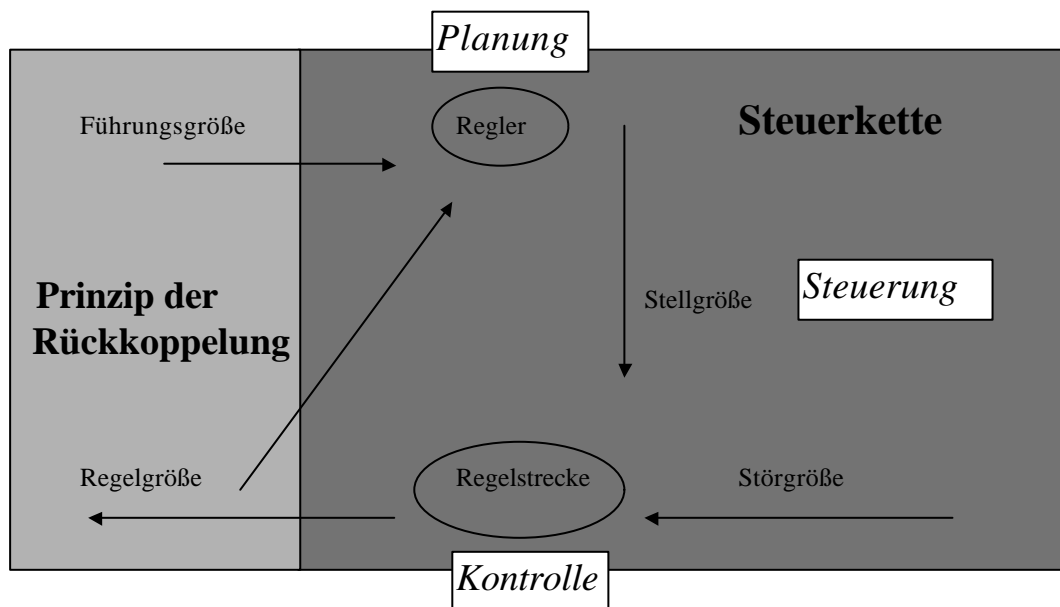 Planung
Führungsgröße
Regler
Steuerkette
Prinzip der
Rückkoppelung
Stellgröße
Steuerung
Regelgröße
Regelstrecke
Störgröße
Kontrolle